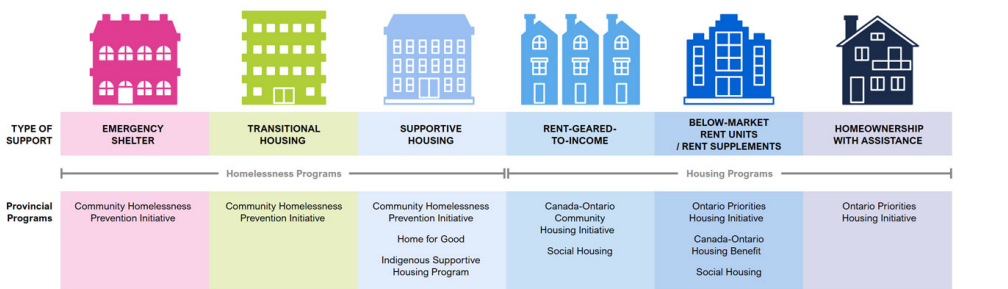 TYPE OF
SUPPORT
EMERGENCY
SHELTER
TRANSITIONAL
HOUSING
SUPPORTIVE
HOUSING
RENT-GEARED-
TO-INCOME
BELOW-MARKET
RENT UNITS
/ RENT SUPPLEMENTS
HOMEOWNERSHIP
WITH ASSISTANCE
Homelessness Programs
Housing Programs
Provincial
Programs
Community Homelessness
Prevention Initiative
Community Homelessness
Prevention Initiative
Community Homelessness
Prevention Initiative
Home for Good
Indigenous Supportive
Housing Program
Canada-Ontario
Community
Housing Initiative
Social Housing
Ontario Priorities
Housing Initiative
Canada-Ontario
Housing Benefit
Social Housing
Ontario Priorities
Housing Initiative